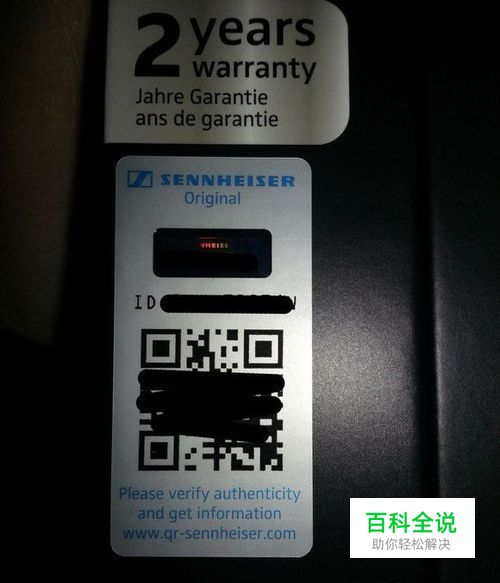 2 years
warranty
Jahre Garantie
ans de garantie
SENNHEISER
Original
ID
Please verify authenticity
and get information
www.qr-sennheiser.com
百科全说
助你轻松解决